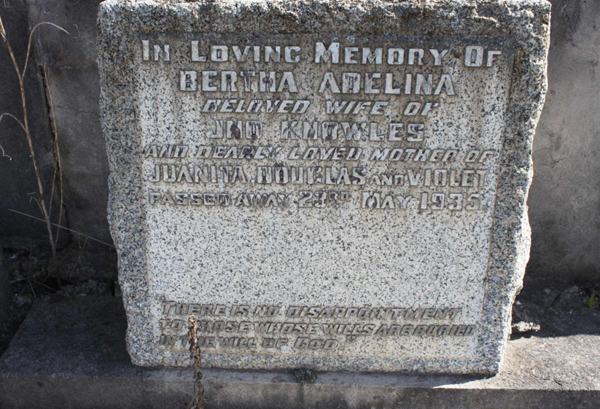 In Loving Memory Of
BERTHA ADELINA
BELOVED WIFE OF
JNO KNOWLES
AND DEARLY LOVED MOTHER OF
JUANITA, DOUGLAS AND VIOLET
PASSED AWAY 23RD MAY 1935
"THERE IS NO DISAPPOINTMENT
TO THOSE WHOSE WILLS ARE BURIED
IN THE WILL OF GOD"